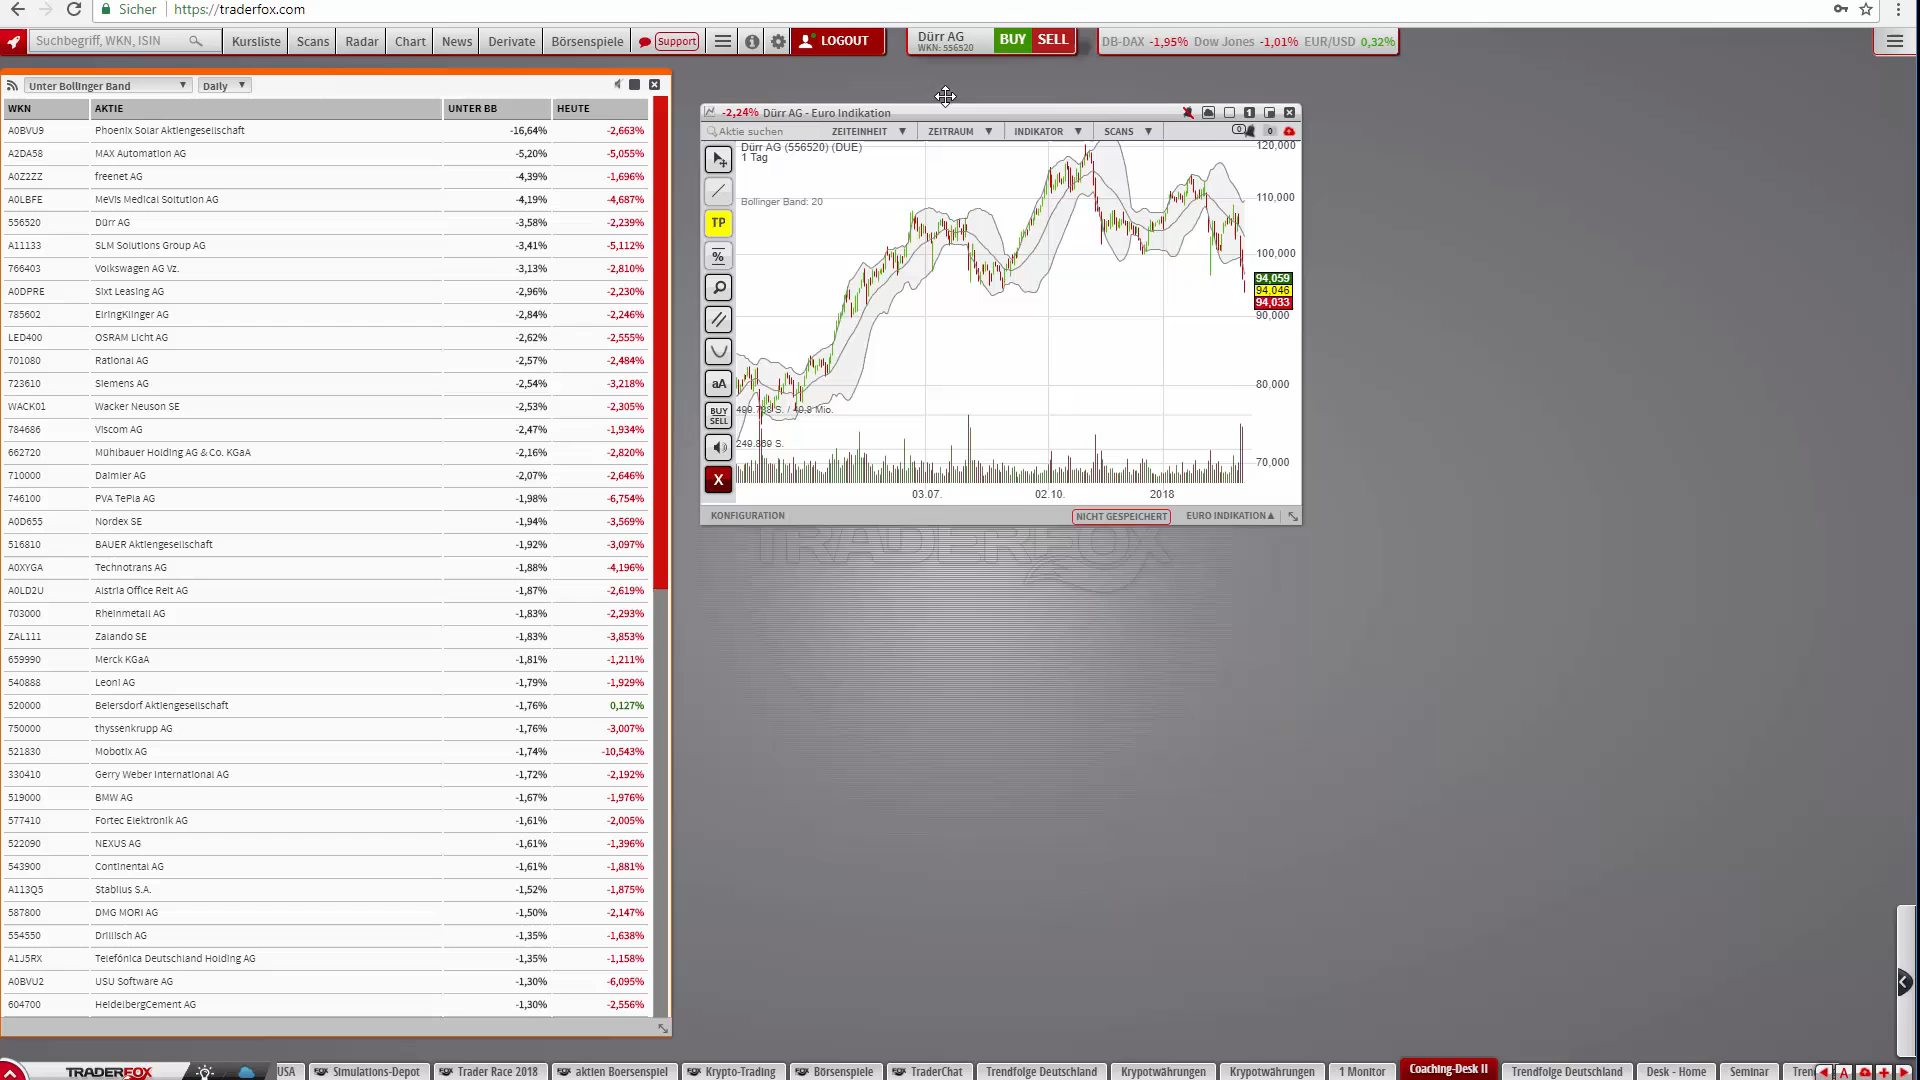 Sicher https://traderfox.com
Suchbegriff, WKN, ISIN Kursliste Scans Radar Chart News Derivate Börsenspiele Support LOGOUT Dürr AG WKN: 556520 BUY SELL DB-DAX -1,95% Dow Jones -1,01% EUR/USD 0,32%
Unter Bollinger Band Daily
WKN AKTIE UNTER BB HEUTE
A0BVU9 Phoenix Solar Aktiengesellschaft -16,64% -2,663%
A2DA58 MAX Automation AG -5,20% -5,055%
A0Z2ZZ freenet AG -4,39% -1,696%
A0LBFE MeVis Medical Soltution AG -4,19% -4,687%
556520 Dürr AG -3,58% -2,239%
A11133 SLM Solutions Group AG -3,41% -5,112%
766403 Volkswagen AG Vz. -3,13% -2,810%
A0DPRE Sixt Leasing AG -2,96% -2,230%
785602 ElringKlinger AG -2,84% -2,246%
LED400 OSRAM Licht AG -2,62% -2,555%
701080 Rational AG -2,57% -2,484%
723610 Siemens AG -2,54% -3,218%
WACK01 Wacker Neuson SE -2,53% -2,305%
784686 Viscom AG -2,47% -1,934%
662720 Mühlbauer Holding AG & Co. KGaA -2,16% -2,820%
710000 Daimler AG -2,07% -2,646%
746100 PVA TePla AG -1,98% -6,754%
A0D655 Nordex SE -1,94% -3,569%
516810 BAUER Aktiengesellschaft -1,92% -3,097%
A0XYGA Technotrans AG -1,88% -4,196%
A0LD2U Alstria Office Reit AG -1,87% -2,619%
703000 Rheinmetall AG -1,83% -2,293%
ZAL111 Zalando SE -1,83% -3,853%
659990 Merck KGaA -1,81% -1,211%
540888 Leoni AG -1,79% -1,929%
520000 Beiersdorf Aktiengesellschaft -1,76% 0,127%
750000 thyssenkrupp AG -1,76% -3,007%
521830 Mobotix AG -1,74% -10,543%
330410 Gerry Weber International AG -1,72% -2,192%
519000 BMW AG -1,67% -1,976%
577410 Fortec Elektronik AG -1,61% -2,005%
522090 NEXUS AG -1,61% -1,396%
543900 Continental AG -1,61% -1,881%
A113Q5 Stabilus S.A. -1,52% -1,875%
587800 DMG MORI AG -1,50% -2,147%
554550 Drillisch AG -1,35% -1,638%
A1J5RX Telefónica Deutschland Holding AG -1,35% -1,158%
A0BVU2 USU Software AG -1,30% -6,095%
604700 HeidelbergCement AG -1,30% -2,556%
-2,24% Dürr AG - Euro Indikation 1
Aktie suchen ZEITEINHEIT ZEITRAUM INDIKATOR SCANS 0 0
Dürr AG (556520) (DUE)
1 Tag
Bollinger Band: 20
TP
%
aA
BUY
SELL
X
120,000
110,000
100,000
94,059
94,046
94,033
90,000
80,000
70,000
249.869 S.
03.07. 02.10. 2018
KONFIGURATION NICHT GESPEICHERT EURO INDIKATION
TRADERFOX
TRADERFOX USA Simulations-Depot Trader Race 2018 aktien Boersenspiel Krypto-Trading Börsenspiele TraderChat Trendfolge Deutschland Krypotwährungen Krypotwährungen 1 Monitor Coaching-Desk II Trendfolge Deutschland Desk - Home Seminar Tren A